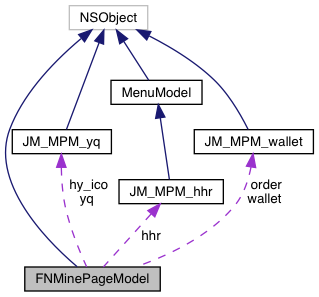 NSObject
MenuModel
JM_MPM_yq
JM_MPM_wallet
hy_ico
yq
JM_MPM_hhr
order
wallet
hhr
FNMinePageModel